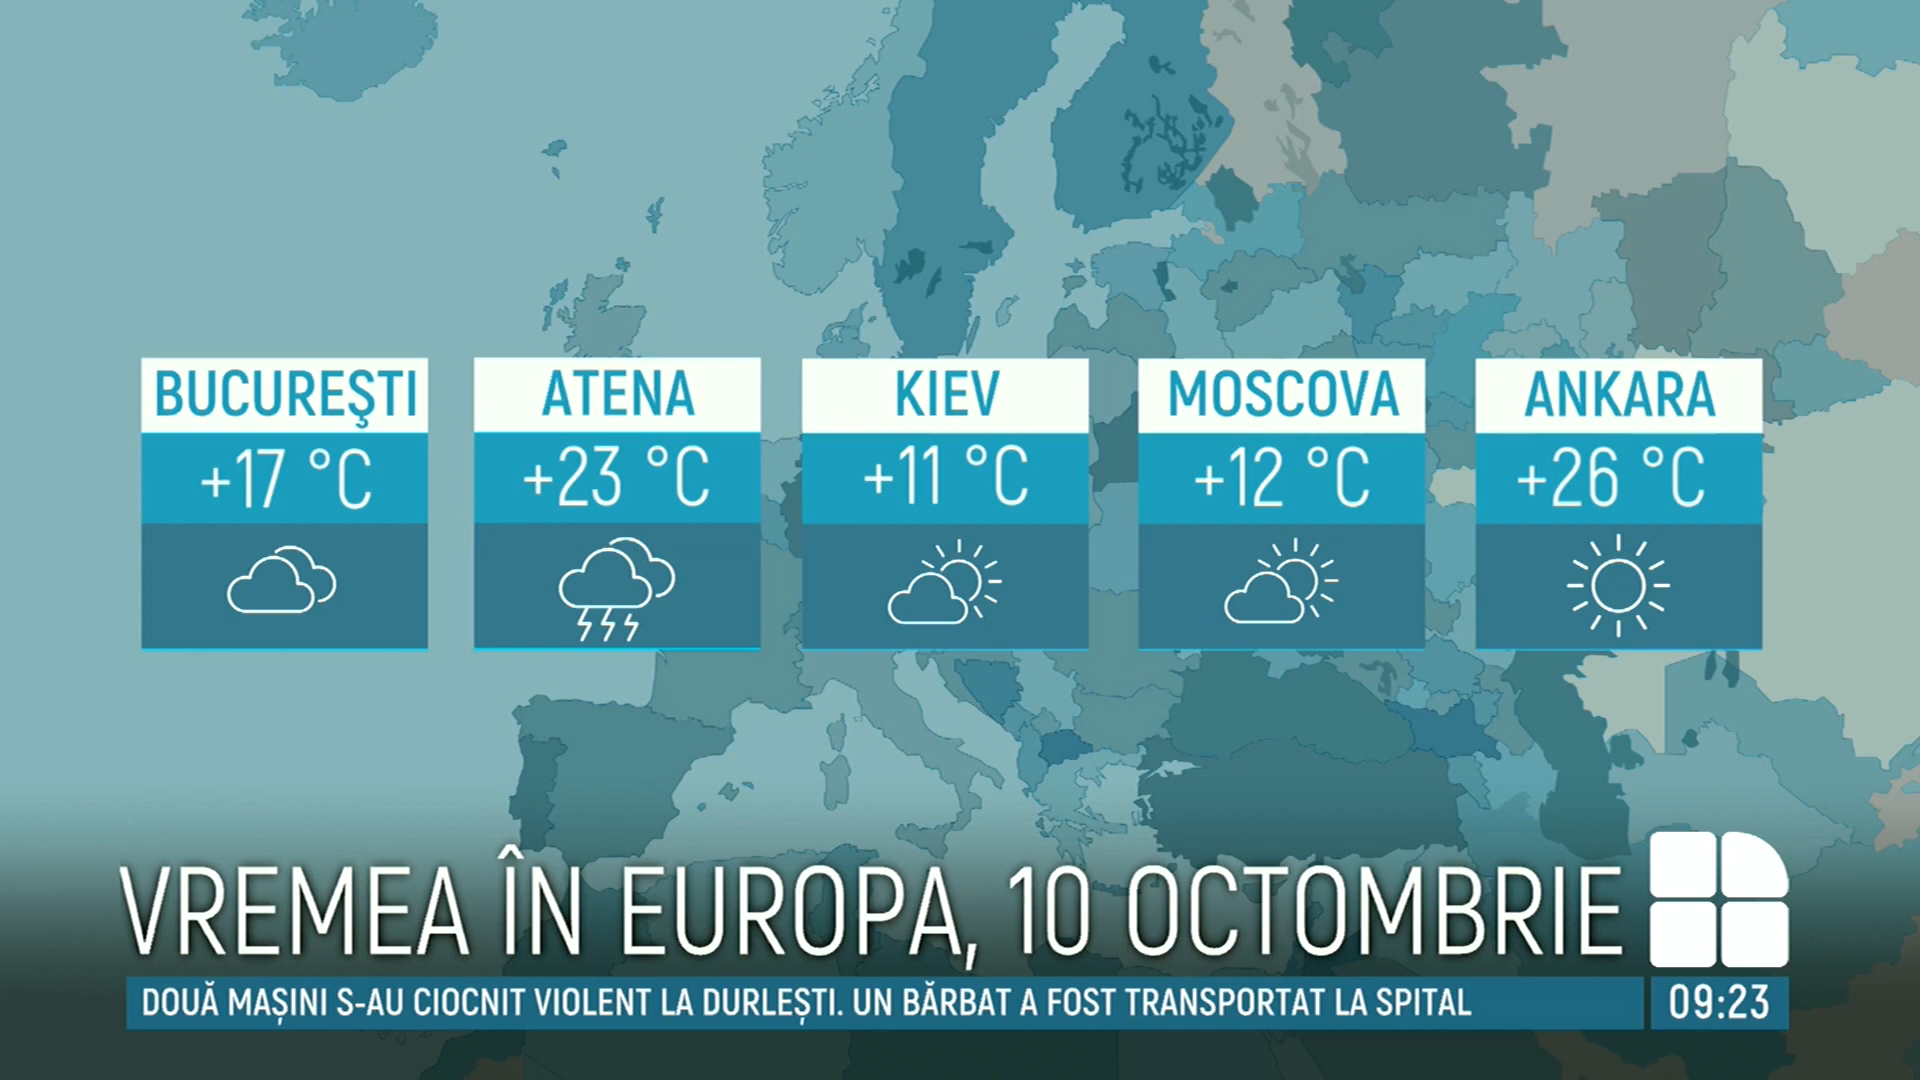 BUCUREŞTI
+17 °C
ATENA
+23 °C
KIEV
+11 °C
MOSCOVA
+12 °C
ANKARA
+26 °C
VREMEA ÎN EUROPA, 10 OCTOMBRIE
DOUĂ MAȘINI S-AU CIOCNIT VIOLENT LA DURLEȘTI. UN BĂRBAT A FOST TRANSPORTAT LA SPITAL
09:23